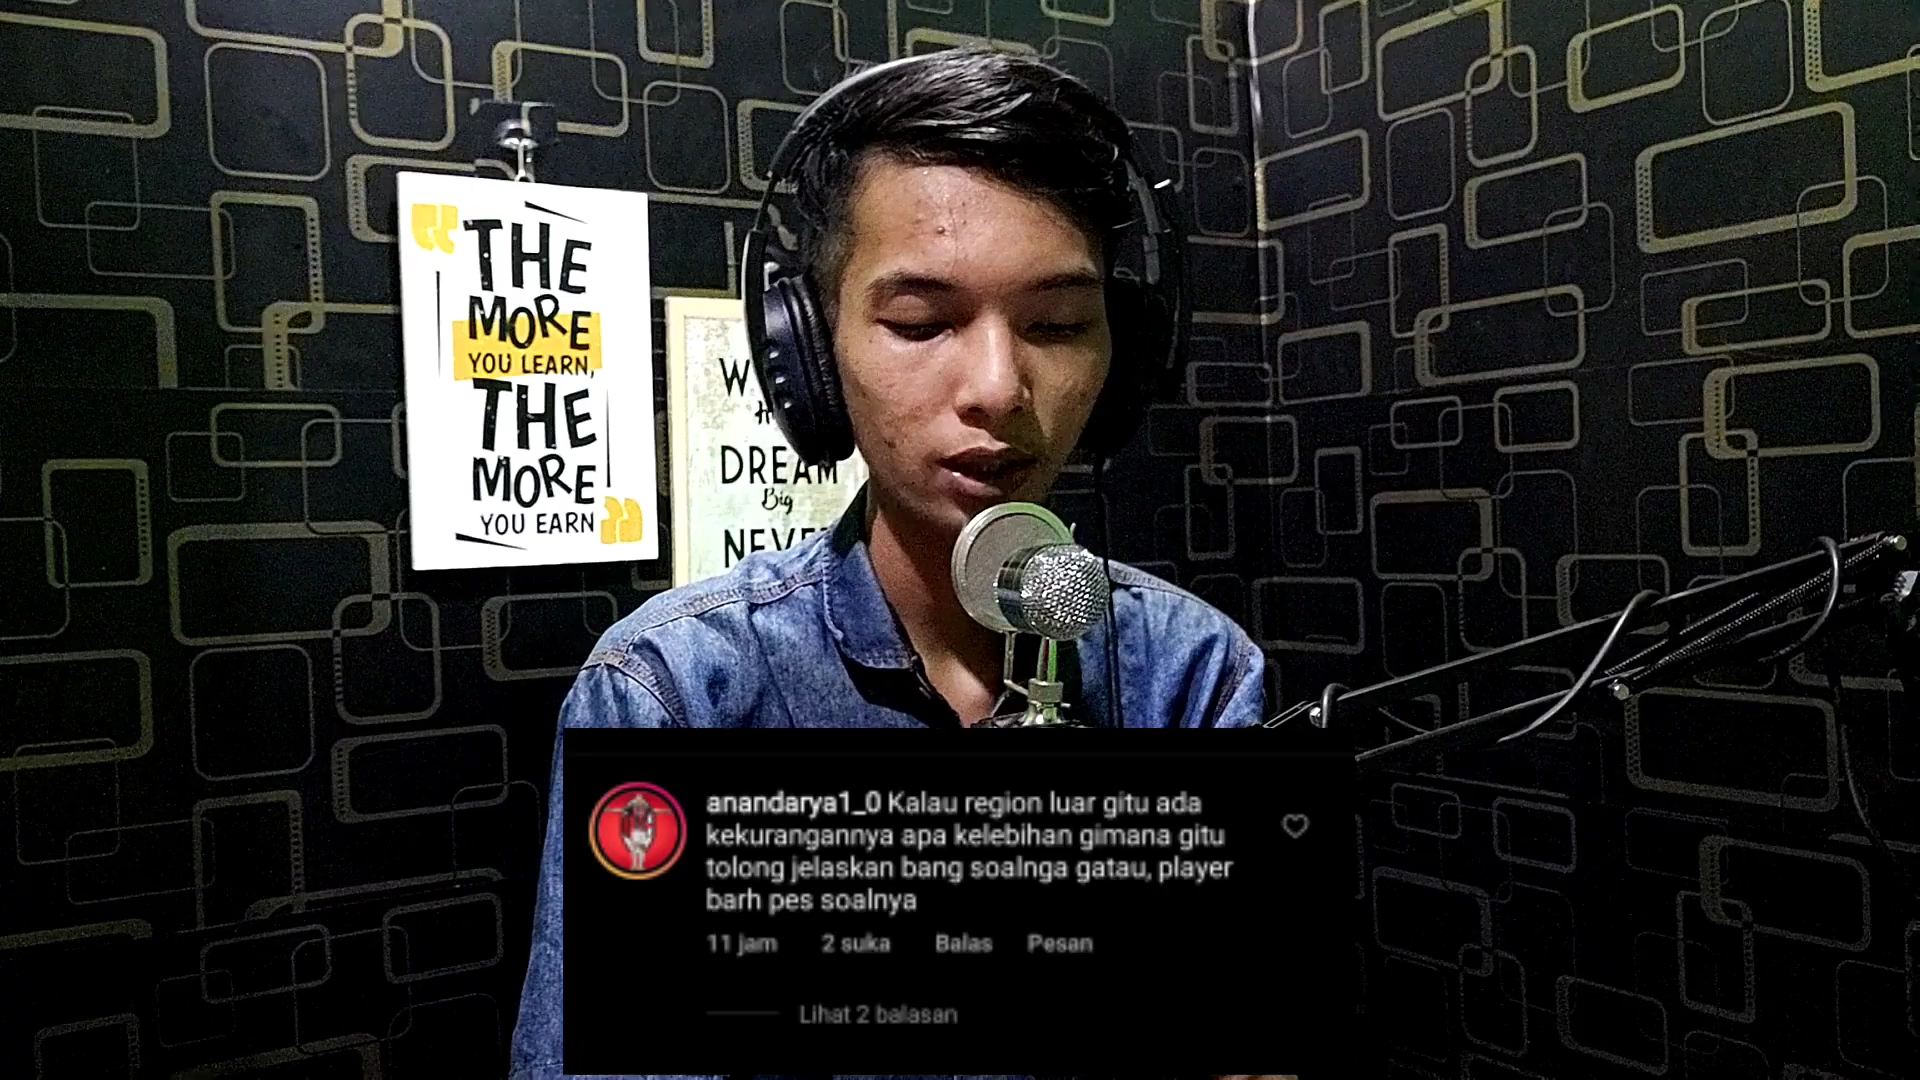 THE
MORE
YOU LEARN,
THE
MORE
YOU EARN
DREAM
Big
anandarya1_0 Kalau region luar gitu ada
kekurangannya apa kelebihan gimana gitu
tolong jelaskan bang soalnga gatau, player
barh pes soalnya
11 jam 2 suka Balas Pesan
Lihat 2 balasan